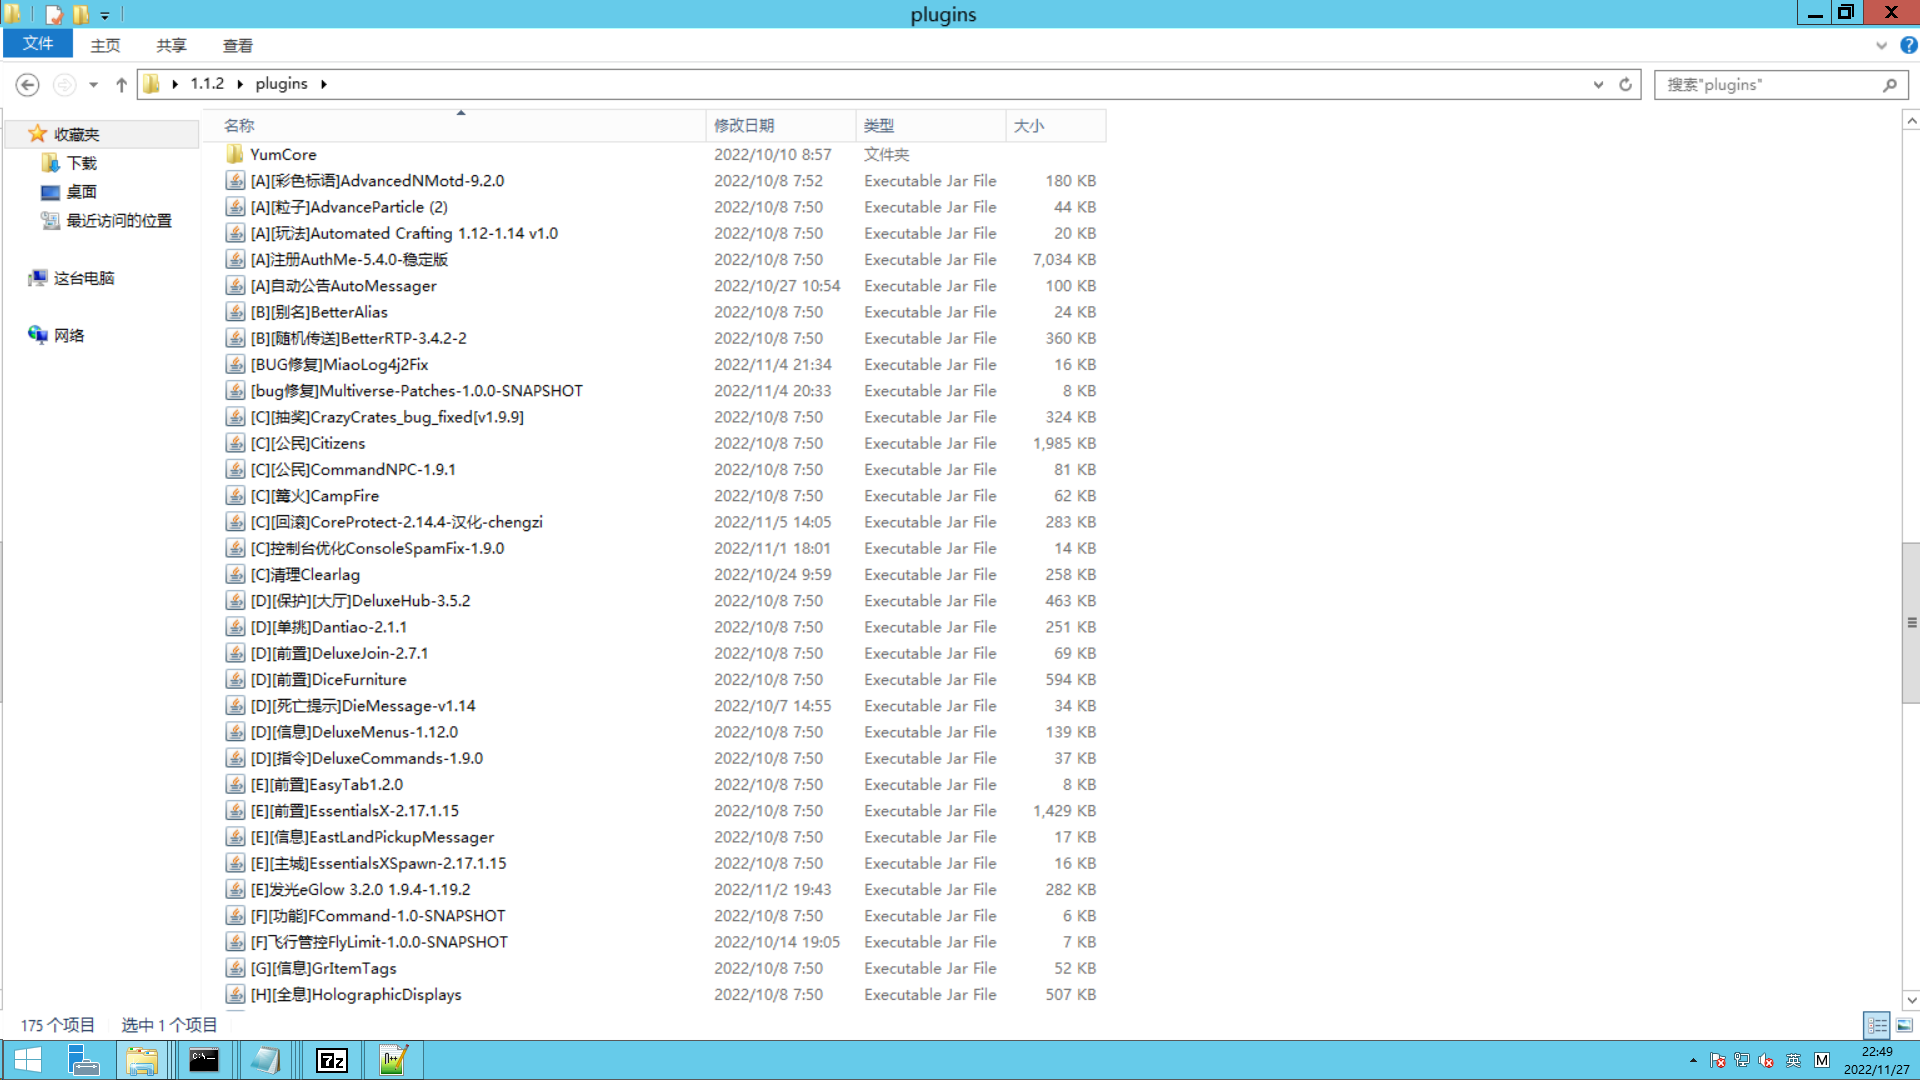 plugins
文件 主页 共享 查看
1.1.2 plugins 搜索"plugins"
名称 修改日期 类型 大小
收藏夹
下载
桌面
最近访问的位置
这台电脑
网络
YumCore 2022/10/10 8:57 文件夹
[A][彩色标语]AdvancedNMotd-9.2.0 2022/10/8 7:52 Executable Jar File 180 KB
[A][粒子]AdvanceParticle (2) 2022/10/8 7:50 Executable Jar File 44 KB
[A][玩法]Automated Crafting 1.12-1.14 v1.0 2022/10/8 7:50 Executable Jar File 20 KB
[A]注册AuthMe-5.4.0-稳定版 2022/10/8 7:50 Executable Jar File 7,034 KB
[A]自动公告AutoMessager 2022/10/27 10:54 Executable Jar File 100 KB
[B][别名]BetterAlias 2022/10/8 7:50 Executable Jar File 24 KB
[B][随机传送]BetterRTP-3.4.2-2 2022/10/8 7:50 Executable Jar File 360 KB
[BUG修复]MiaoLog4j2Fix 2022/11/4 21:34 Executable Jar File 16 KB
[bug修复]Multiverse-Patches-1.0.0-SNAPSHOT 2022/11/4 20:33 Executable Jar File 8 KB
[C][抽奖]CrazyCrates_bug_fixed[v1.9.9] 2022/10/8 7:50 Executable Jar File 324 KB
[C][公民]Citizens 2022/10/8 7:50 Executable Jar File 1,985 KB
[C][公民]CommandNPC-1.9.1 2022/10/8 7:50 Executable Jar File 81 KB
[C][篝火]CampFire 2022/10/8 7:50 Executable Jar File 62 KB
[C][回滚]CoreProtect-2.14.4-汉化-chengzi 2022/11/5 14:05 Executable Jar File 283 KB
[C]控制台优化ConsoleSpamFix-1.9.0 2022/11/1 18:01 Executable Jar File 14 KB
[C]清理Clearlag 2022/10/24 9:59 Executable Jar File 258 KB
[D][保护][大厅]DeluxeHub-3.5.2 2022/10/8 7:50 Executable Jar File 463 KB
[D][单挑]Dantiao-2.1.1 2022/10/8 7:50 Executable Jar File 251 KB
[D][前置]DeluxeJoin-2.7.1 2022/10/8 7:50 Executable Jar File 69 KB
[D][前置]DiceFurniture 2022/10/8 7:50 Executable Jar File 594 KB
[D][死亡提示]DieMessage-v1.14 2022/10/7 14:55 Executable Jar File 34 KB
[D][信息]DeluxeMenus-1.12.0 2022/10/8 7:50 Executable Jar File 139 KB
[D][指令]DeluxeCommands-1.9.0 2022/10/8 7:50 Executable Jar File 37 KB
[E][前置]EasyTab1.2.0 2022/10/8 7:50 Executable Jar File 8 KB
[E][前置]EssentialsX-2.17.1.15 2022/10/8 7:50 Executable Jar File 1,429 KB
[E][信息]EastLandPickupMessager 2022/10/8 7:50 Executable Jar File 17 KB
[E][主城]EssentialsXSpawn-2.17.1.15 2022/10/8 7:50 Executable Jar File 16 KB
[E]发光eGlow 3.2.0 1.9.4-1.19.2 2022/11/2 19:43 Executable Jar File 282 KB
[F][功能]FCommand-1.0-SNAPSHOT 2022/10/8 7:50 Executable Jar File 6 KB
[F]飞行管控FlyLimit-1.0.0-SNAPSHOT 2022/10/14 19:05 Executable Jar File 7 KB
[G][信息]GrItemTags 2022/10/8 7:50 Executable Jar File 52 KB
[H][全息]HolographicDisplays 2022/10/8 7:50 Executable Jar File 507 KB
175 个项目 选中 1 个项目
C:\ 7z 英 M 22:49
2022/11/27